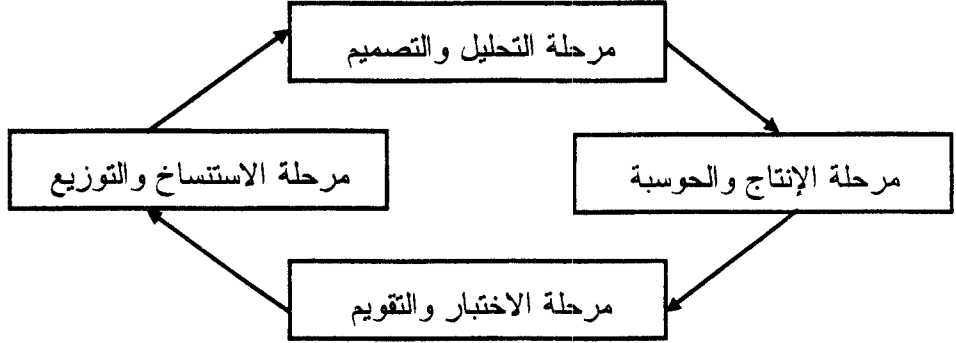 مرحلة التحليل والتصميم
مرحلة الإنتاج والحوسبة
مرحلة الاختبار والتقويم
مرحلة الاستنساخ والتوزيع